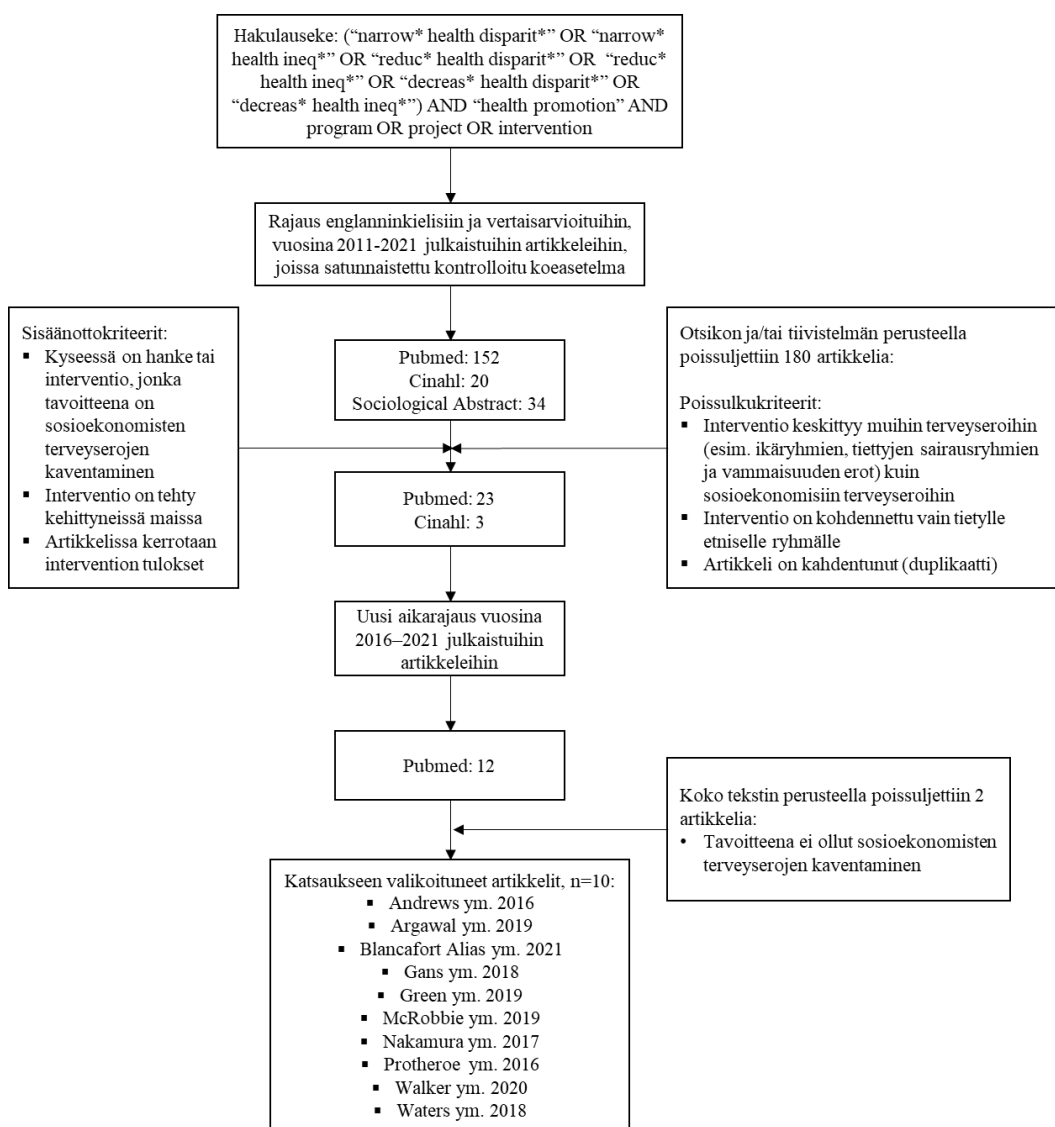 Hakulauseke: (“narrow* health disparit*” OR “narrow*
health ineq*” OR “reduc* health disparit*” OR “reduc*
health ineq*” OR “decreas* health disparit*” OR
“decreas* health ineq*”) AND “health promotion” AND
program OR project OR intervention
Rajaus englanninkielisiin ja vertaisarvioituihin,
vuosina 2011-2021 julkaistuihin artikkeleihin,
joissa satunnaistettu kontrolloitu koeasetelma
Sisäänottokriteerit:
▪ Kyseessä on hanke tai
interventio, jonka
tavoitteena on
sosioekonomisten
terveyserojen
kaventaminen
▪ Interventio on tehty
kehittyneissä maissa
▪ Artikkelissa kerrotaan
intervention tulokset
Pubmed: 152
Cinahl: 20
Sociological Abstract: 34
Otsikon ja/tai tiivistelmän perusteella
poissuljettiin 180 artikkelia:
Poissulkukriteerit:
▪ Interventio keskittyy muihin terveyseroihin
(esim. ikäryhmien, tiettyjen sairausryhmien
ja vammaisuuden erot) kuin
sosioekonomisiin terveyseroihin
▪ Interventio on kohdennettu vain tietylle
etniselle ryhmälle
▪ Artikkeli on kahdentunut (duplikaatti)
Pubmed: 23
Cinahl: 3
Uusi aikarajaus vuosina
2016–2021 julkaistuihin
artikkeleihin
Pubmed: 12
Koko tekstin perusteella poissuljettiin 2
artikkelia:
• Tavoitteena ei ollut sosioekonomisten
terveyserojen kaventaminen
Katsaukseen valikoituneet artikkelit, n=10:
▪ Andrews ym. 2016
▪ Argawal ym. 2019
▪ Blancafort Alias ym. 2021
▪ Gans ym. 2018
▪ Green ym. 2019
▪ McRobbie ym. 2019
▪ Nakamura ym. 2017
▪ Protheroe ym. 2016
▪ Walker ym. 2020
▪ Waters ym. 2018